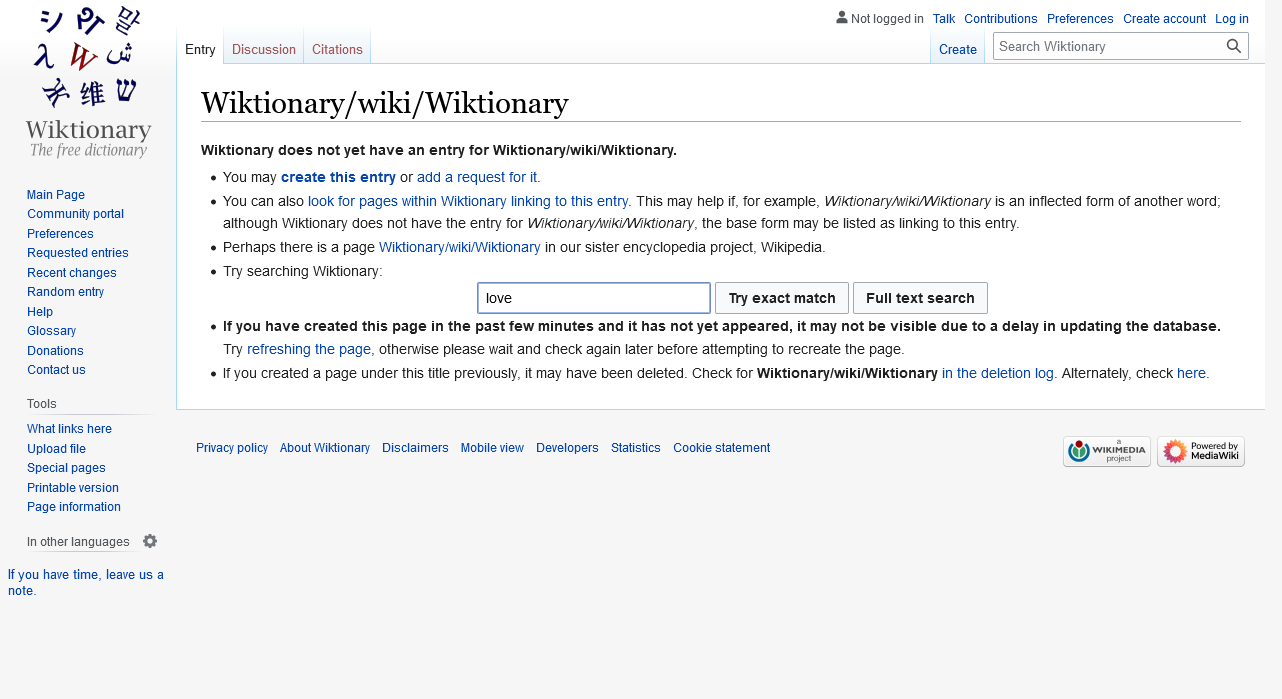 Not logged in Talk Contributions Preferences Create account Log in
Entry Discussion Citations Create Search Wiktionary
Wiktionary
The free dictionary
Main Page
Community portal
Preferences
Requested entries
Recent changes
Random entry
Help
Glossary
Donations
Contact us
Tools
What links here
Upload file
Special pages
Printable version
Page information
In other languages
If you have time, leave us a
note.
Wiktionary/wiki/Wiktionary
Wiktionary does not yet have an entry for Wiktionary/wiki/Wiktionary.
• You may create this entry or add a request for it.
• You can also look for pages within Wiktionary linking to this entry. This may help if, for example, Wiktionary/wiki/Wiktionary is an inflected form of another word;
although Wiktionary does not have the entry for Wiktionary/wiki/Wiktionary, the base form may be listed as linking to this entry.
• Perhaps there is a page Wiktionary/wiki/Wiktionary in our sister encyclopedia project, Wikipedia.
• Try searching Wiktionary:
love Try exact match Full text search
• If you have created this page in the past few minutes and it has not yet appeared, it may not be visible due to a delay in updating the database.
Try refreshing the page, otherwise please wait and check again later before attempting to recreate the page.
• If you created a page under this title previously, it may have been deleted. Check for Wiktionary/wiki/Wiktionary in the deletion log. Alternately, check here.
Privacy policy About Wiktionary Disclaimers Mobile view Developers Statistics Cookie statement
a
WIKIMEDIA
project
Powered by
MediaWiki